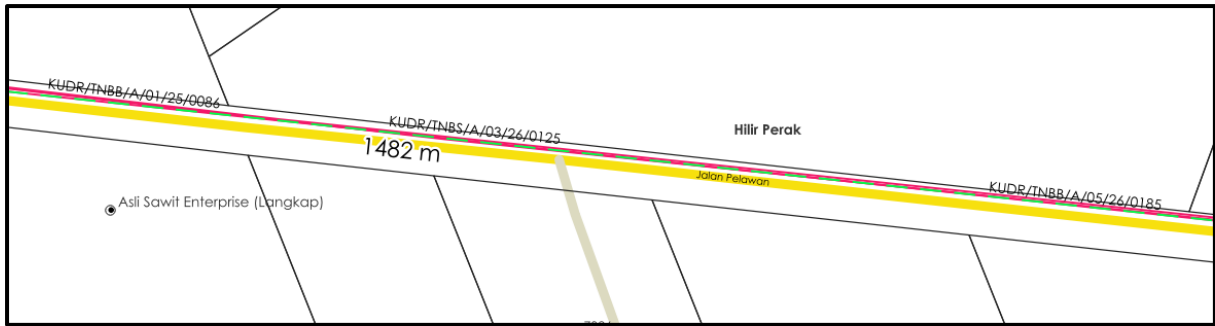 KUDR/TNBB/A/01/25/0086
KUDR/TNBS/A/03/26/0125
Hilir Perak
1482 m
Jalan Pelawan
KUDR/TNBB/A/05/26/0185
Asli Sawit Enterprise (Langkap)